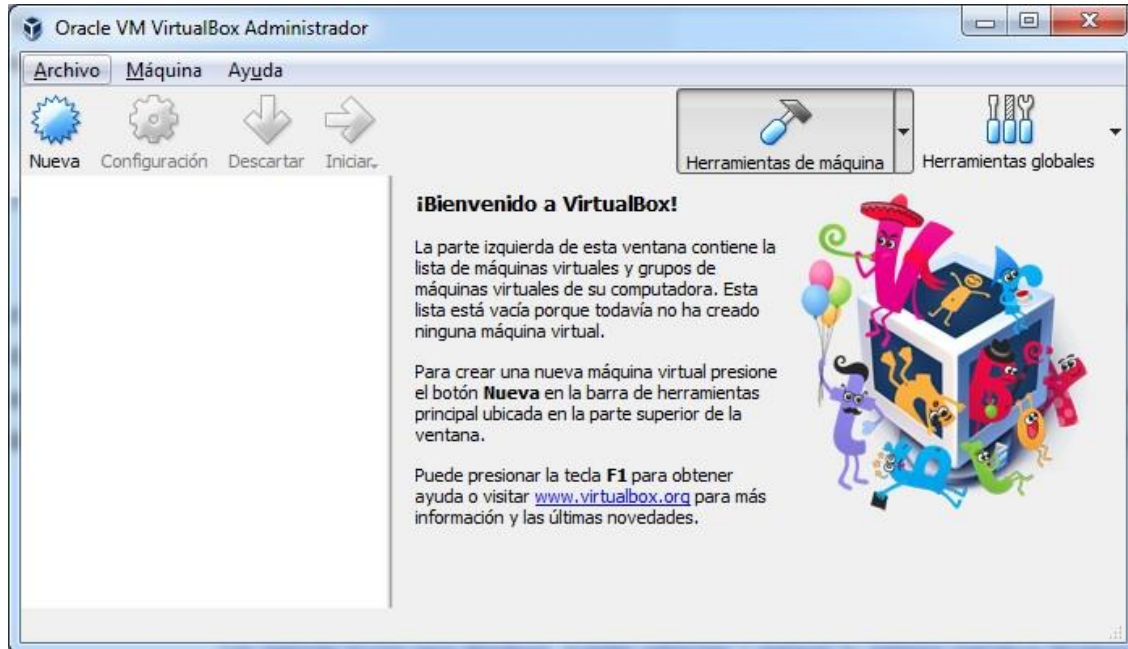 Oracle VM VirtualBox Administrador
Archivo Máquina Ayuda
Nueva Configuración Descartar Iniciar
Herramientas de máquina Herramientas globales
¡Bienvenido a VirtualBox!
La parte izquierda de esta ventana contiene la
lista de máquinas virtuales y grupos de
máquinas virtuales de su computadora. Esta
lista está vacía porque todavía no ha creado
ninguna máquina virtual.
Para crear una nueva máquina virtual presione
el botón Nueva en la barra de herramientas
principal ubicada en la parte superior de la
ventana.
Puede presionar la tecla F1 para obtener
ayuda o visitar www.virtualbox.org para más
información y las últimas novedades.